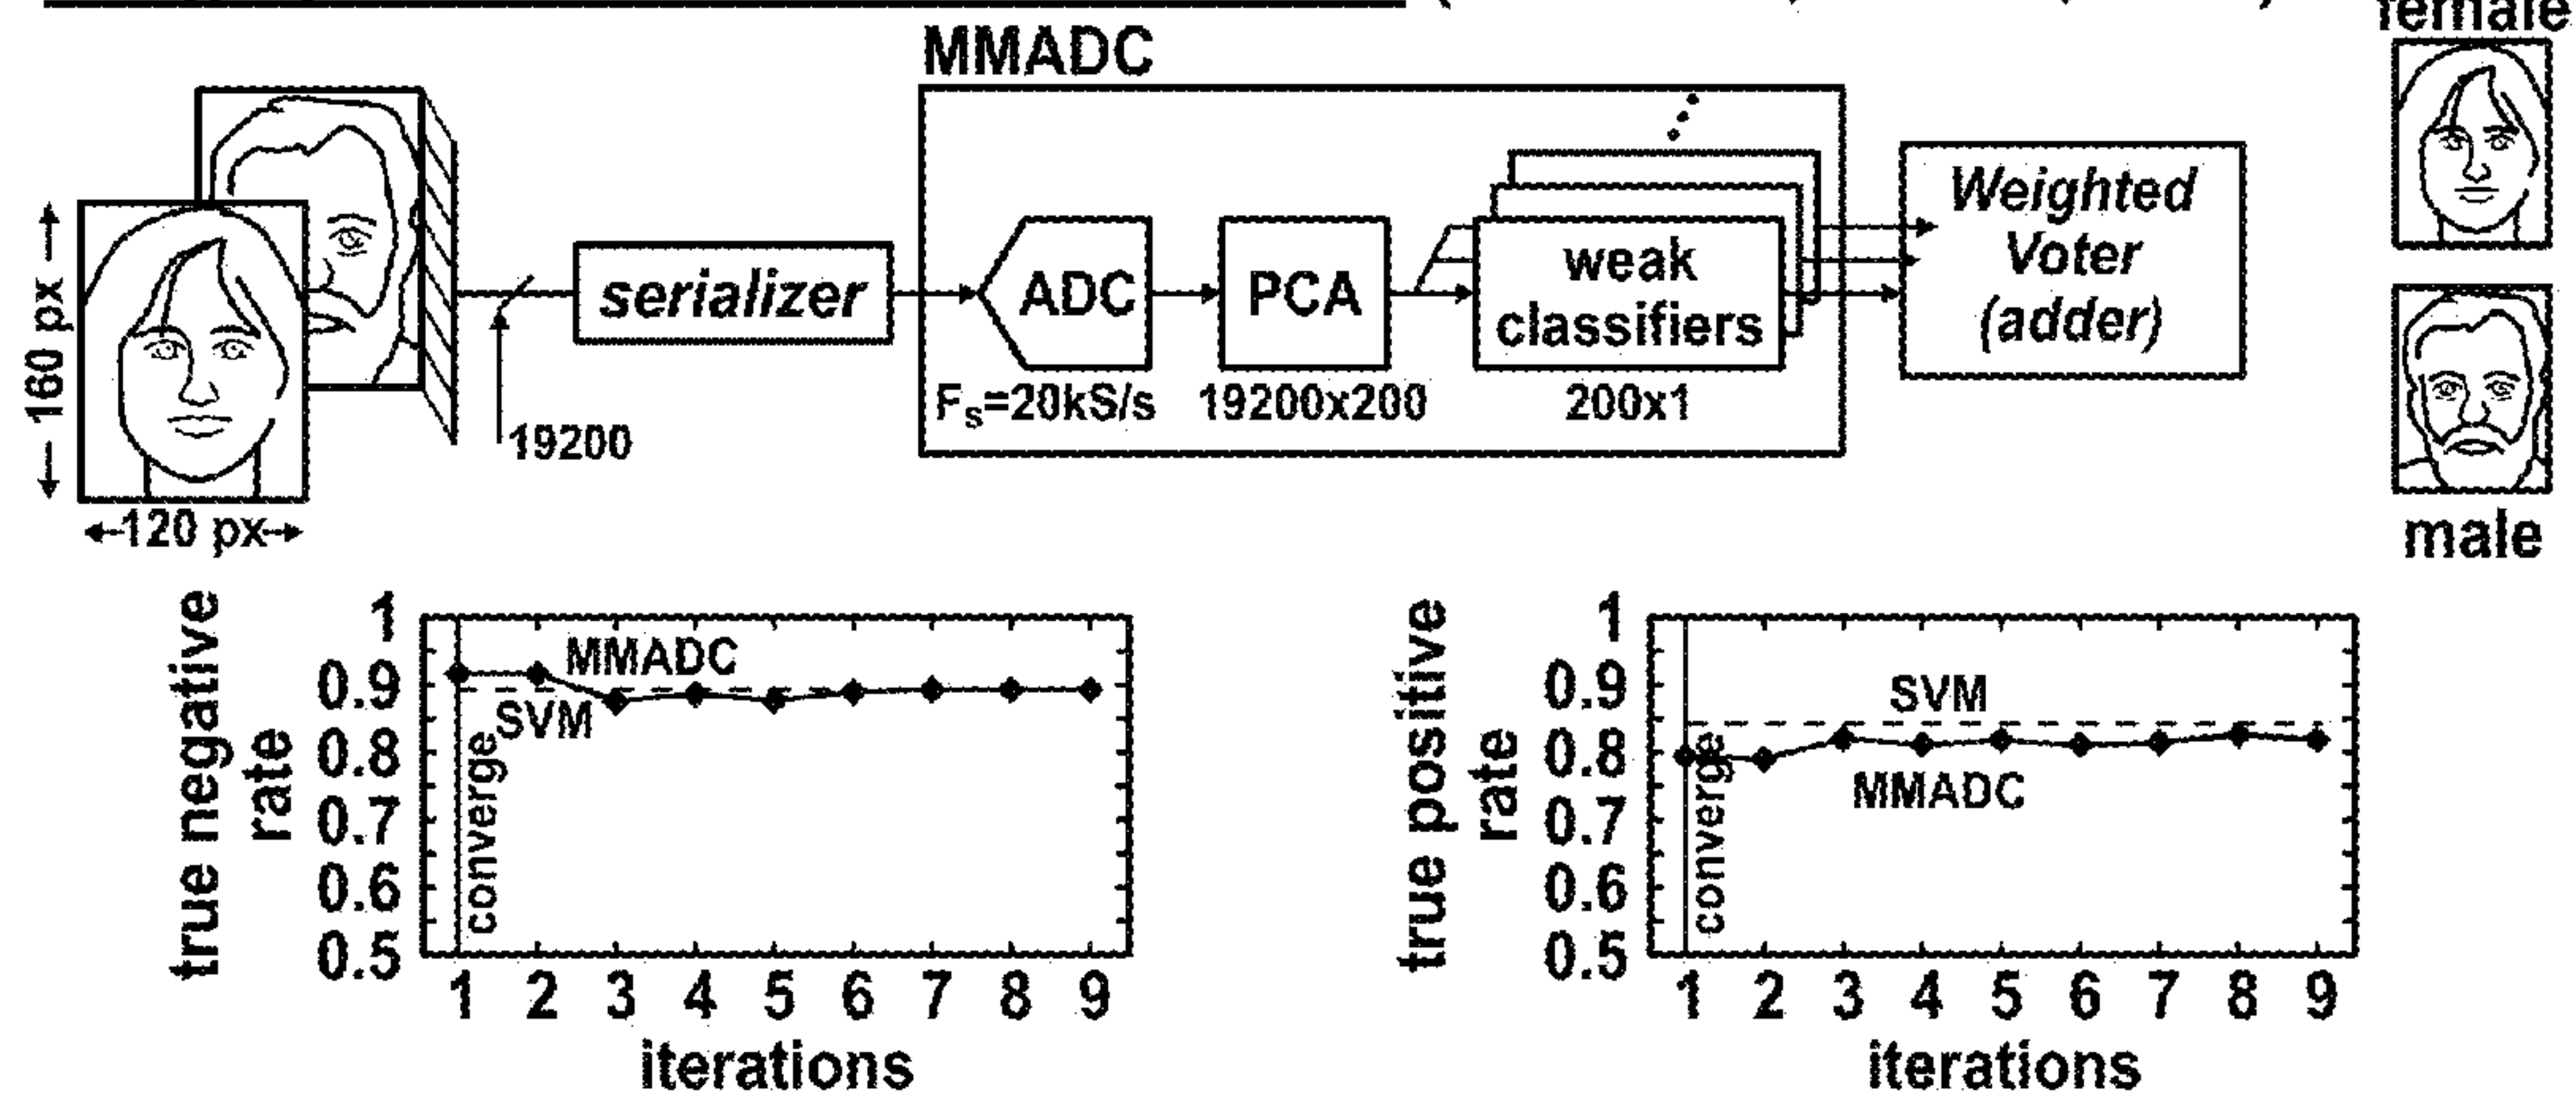 female
MMADC
160 px
120 px
19200
serializer
ADC
Fs=20kS/s
PCA
19200x200
weak
classifiers
200x1
Weighted
Voter
(adder)
male
true negative
rate
1
0.9
0.8
0.7
0.6
0.5
MMADC
SVM
converge
1 2 3 4 5 6 7 8 9
iterations
true positive
rate
1
0.9
0.8
0.7
0.6
0.5
SVM
MMADC
converge
1 2 3 4 5 6 7 8 9
iterations